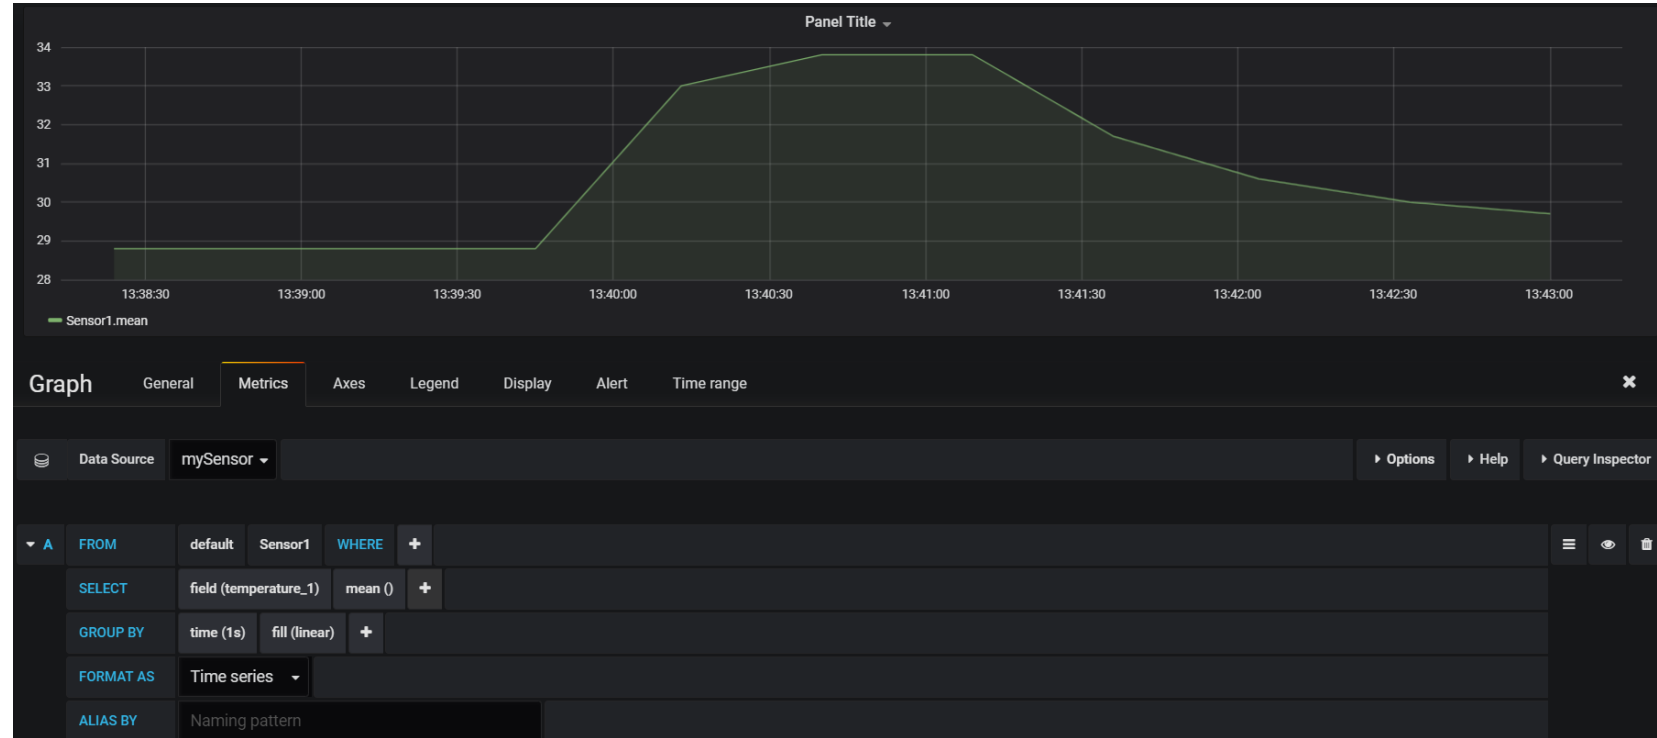 Panel Title
34
33
32
31
30
29
28
13:38:30 13:39:00 13:39:30 13:40:00 13:40:30 13:41:00 13:41:30 13:42:00 13:42:30 13:43:00
Sensor1.mean
Graph General Metrics Axes Legend Display Alert Time range
Data Source mySensor Options Help Query Inspector
A FROM default Sensor1 WHERE
SELECT field (temperature_1) mean ()
GROUP BY time (1s) fill (linear)
FORMAT AS Time series
ALIAS BY Naming pattern